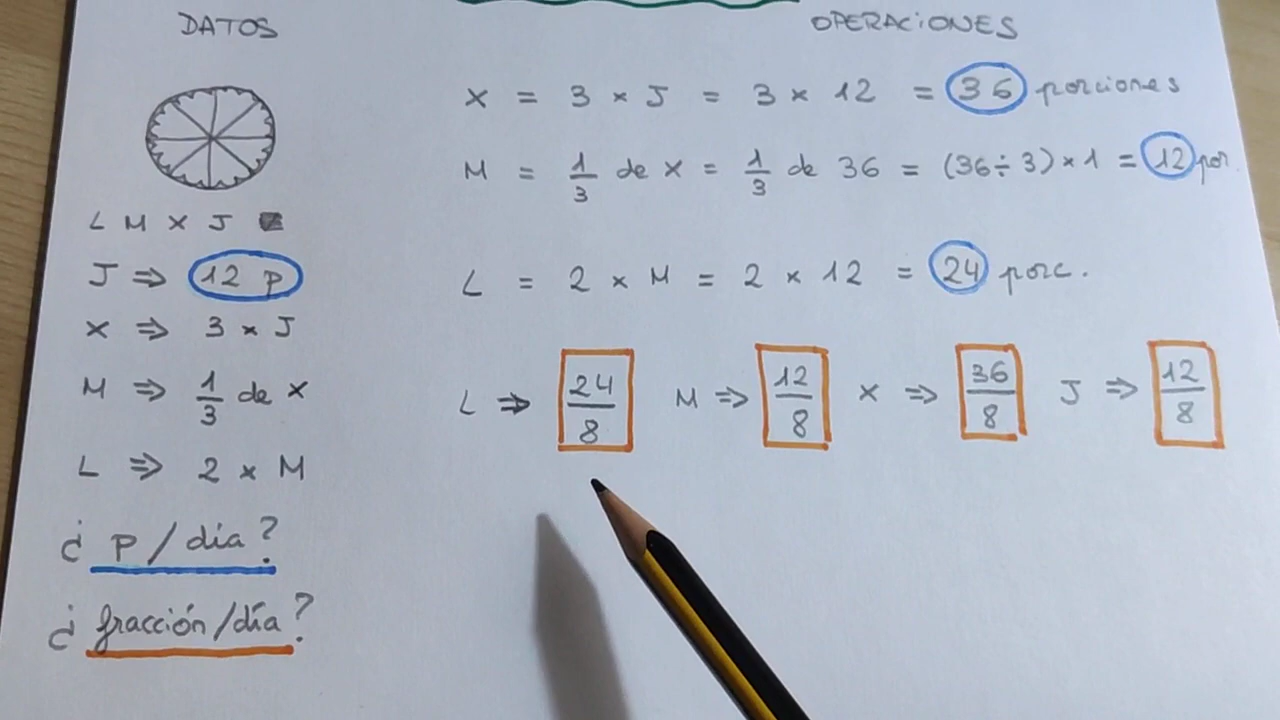 DATOS
L M X J
J ⇒ 12 p
X ⇒ 3 × J
M ⇒ 1/3 de X
L ⇒ 2 × M
¿ p / día ?
¿ fracción/día ?
OPERACIONES
X = 3 × J = 3 × 12 = 36 porciones
M = 1/3 de X = 1/3 de 36 = (36 ÷ 3) × 1 = 12 por.
L = 2 × M = 2 × 12 = 24 porc.
L ⇒ 24/8 M ⇒ 12/8 X ⇒ 36/8 J ⇒ 12/8